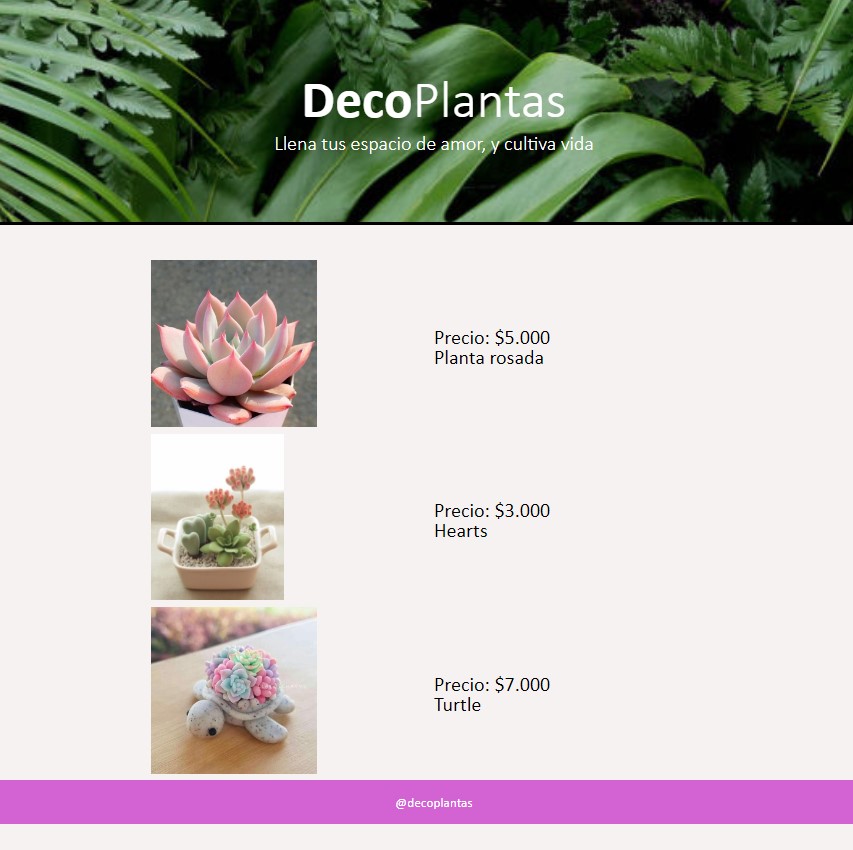 DecoPlantas
Llena tus espacio de amor, y cultiva vida
Precio: $5.000
Planta rosada
Precio: $3.000
Hearts
Precio: $7.000
Turtle
@decoplantas